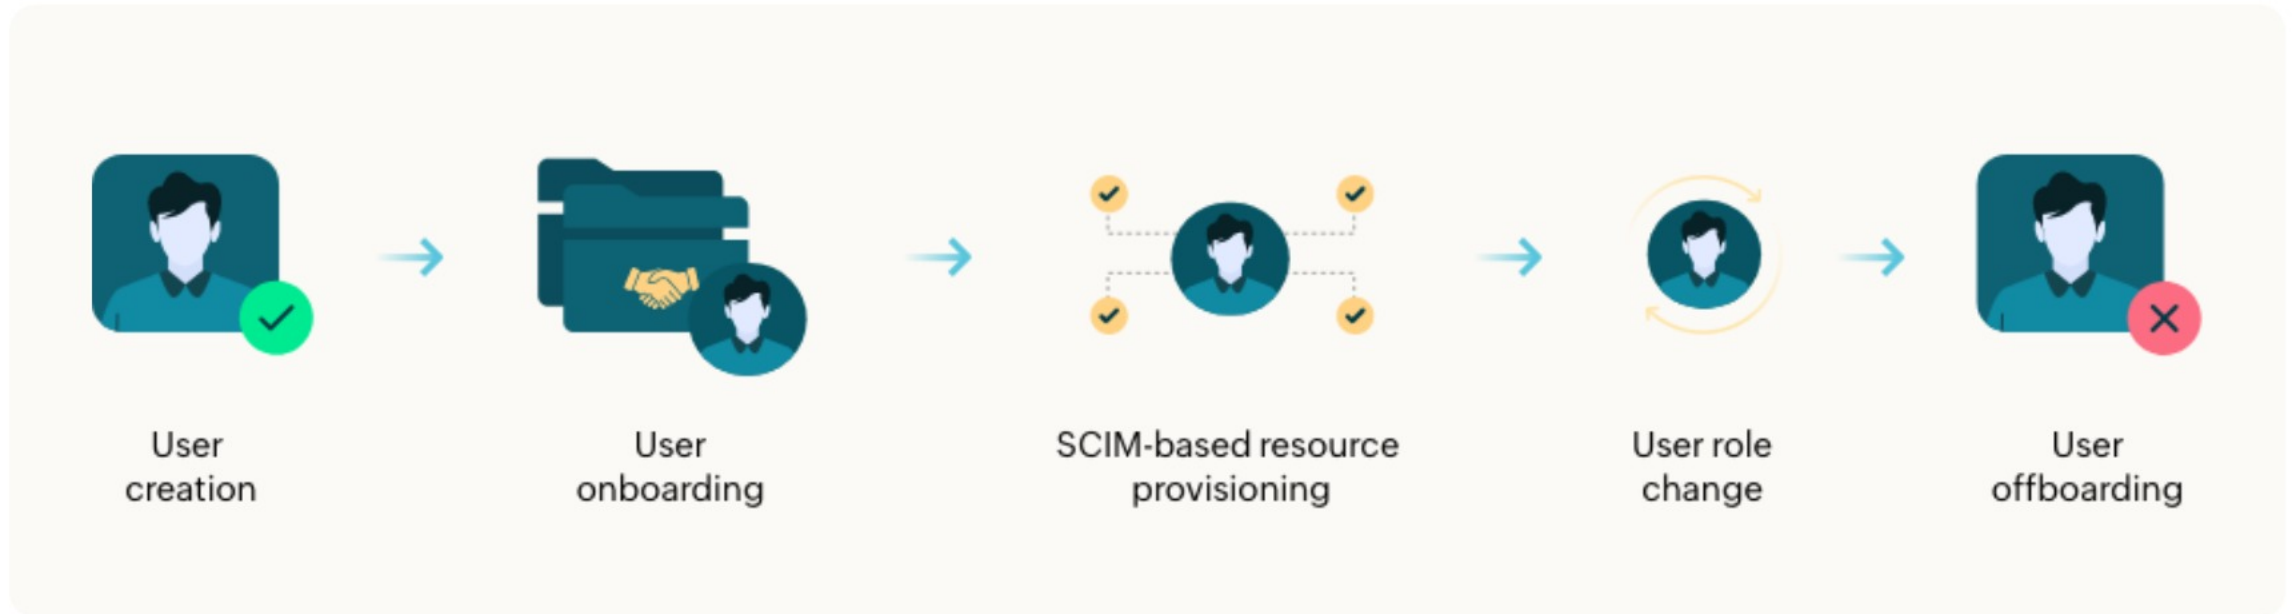 User
creation
User
onboarding
SCIM-based resource
provisioning
User role
change
User
offboarding